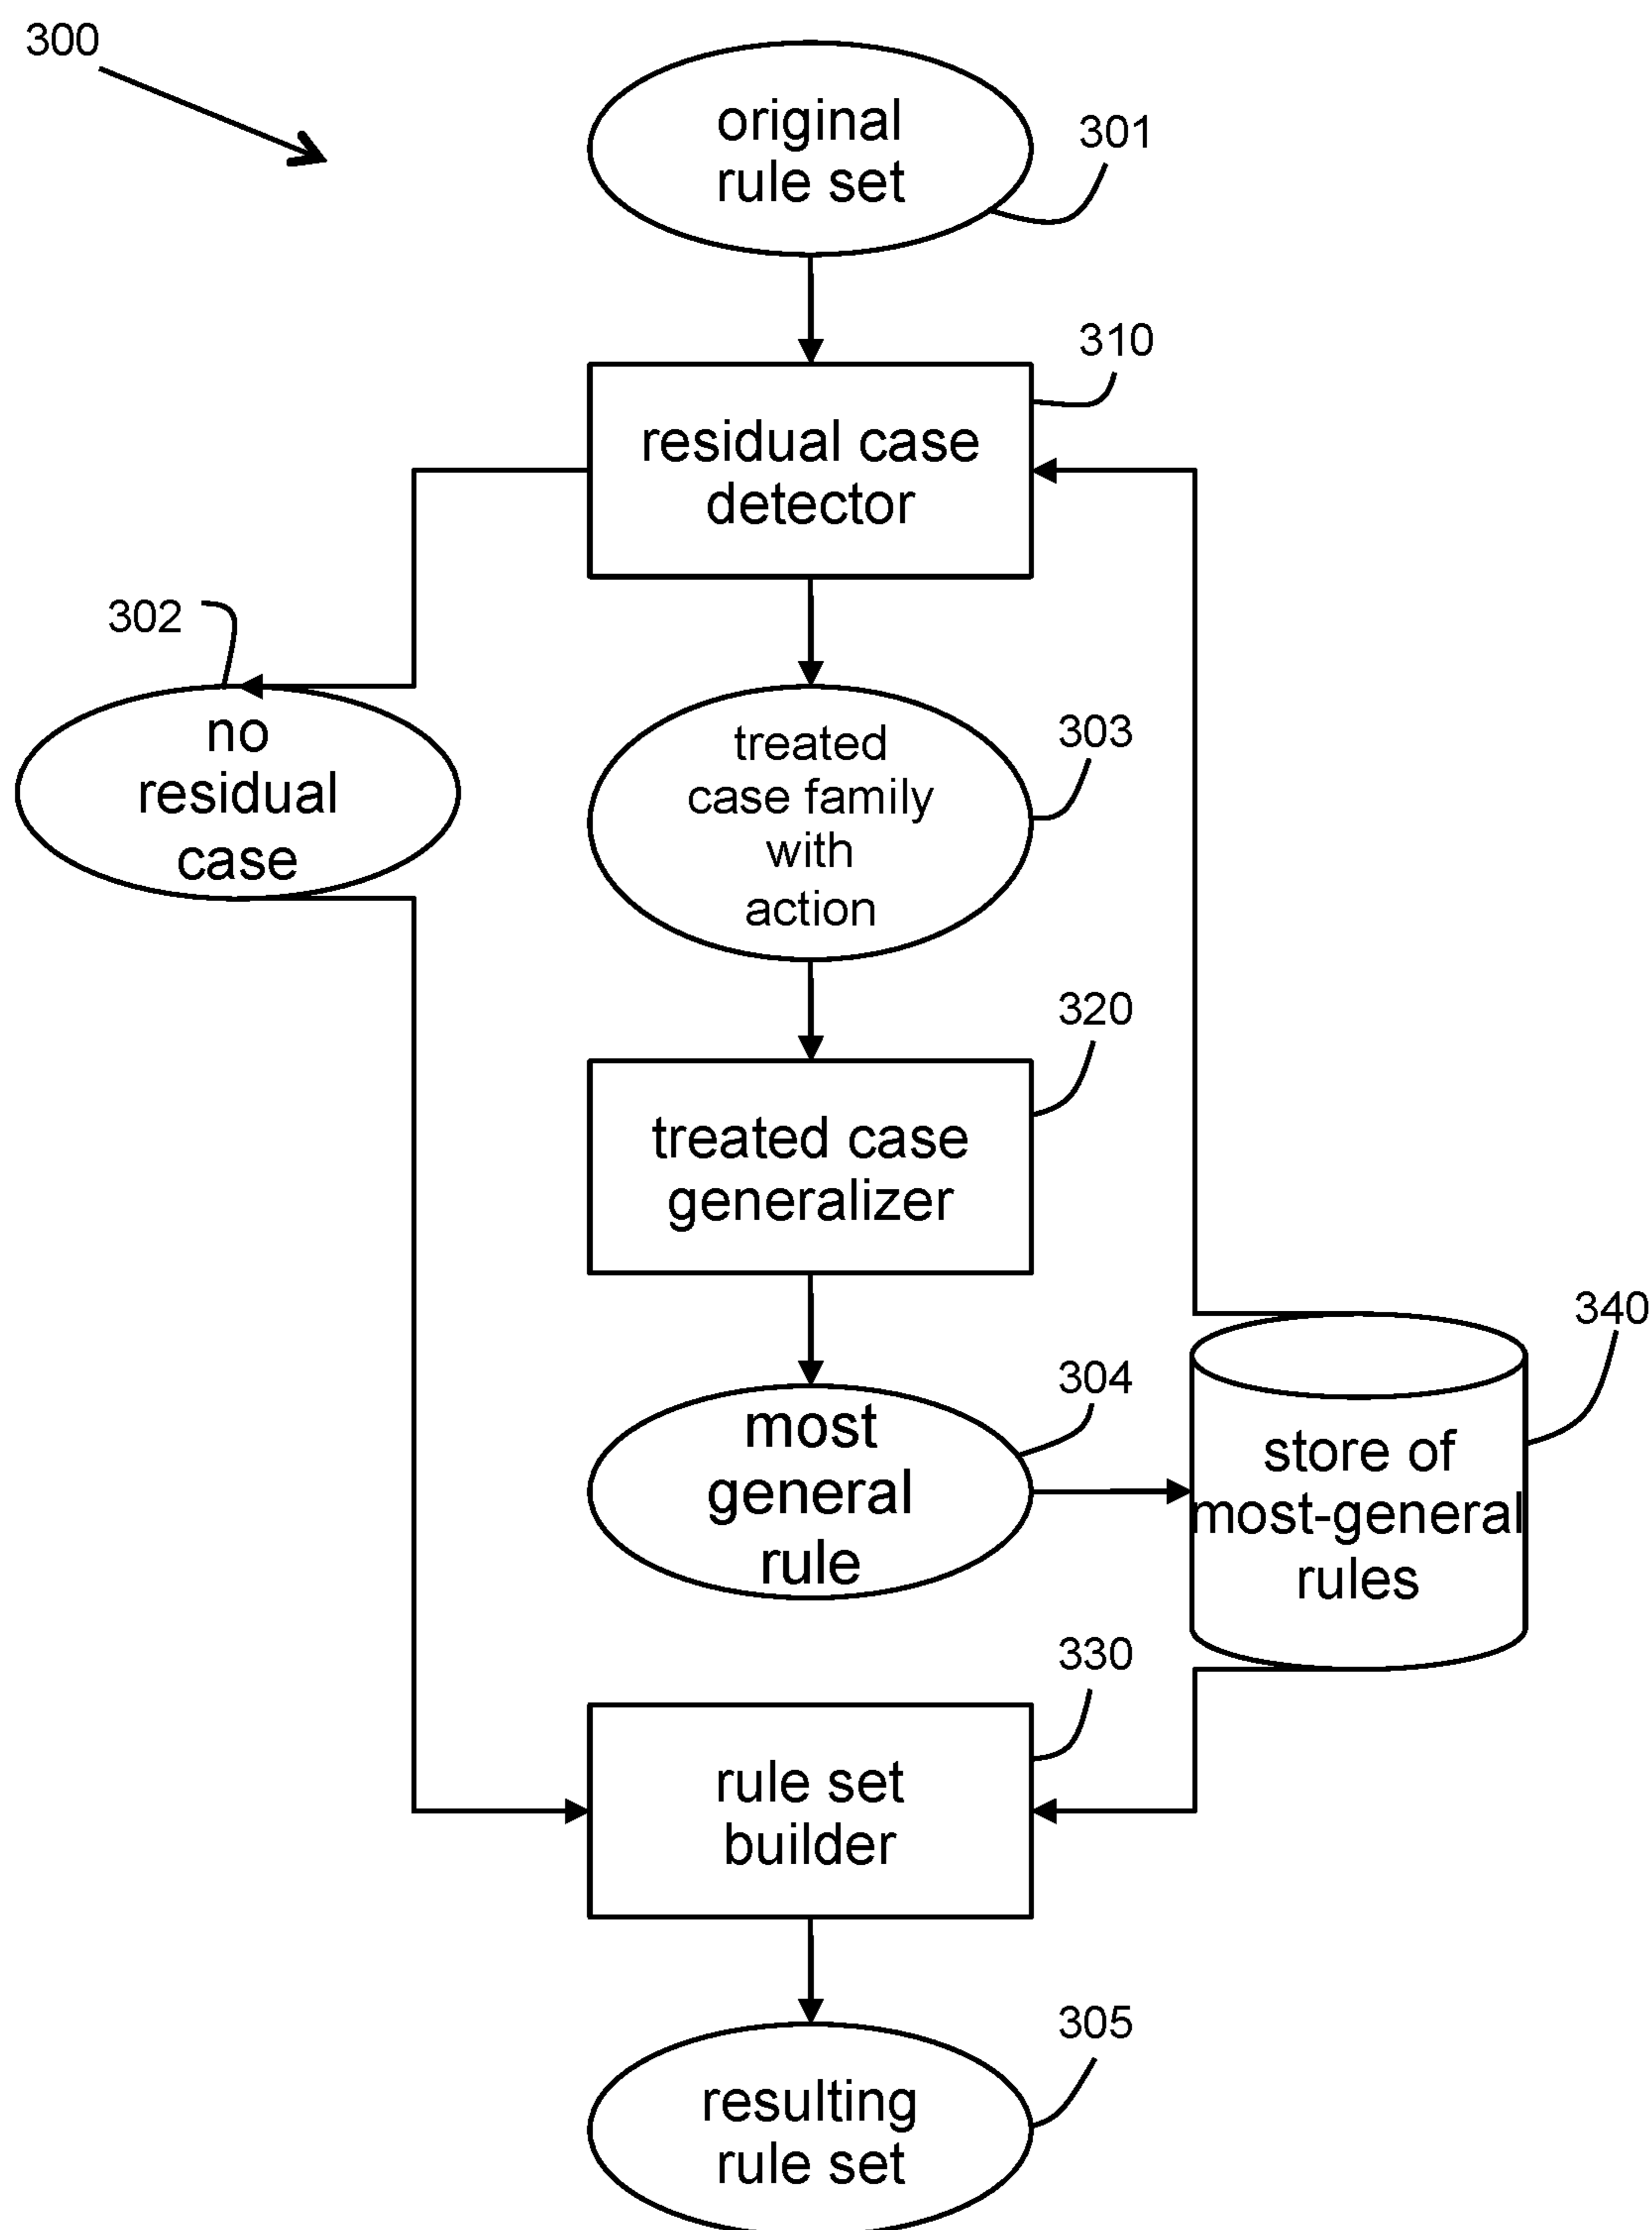 300
original
rule set
301
310
residual case
detector
302
no
residual
case
treated
case family
with
action
303
320
treated case
generalizer
304
most
general
rule
340
store of
most-general
rules
330
rule set
builder
305
resulting
rule set